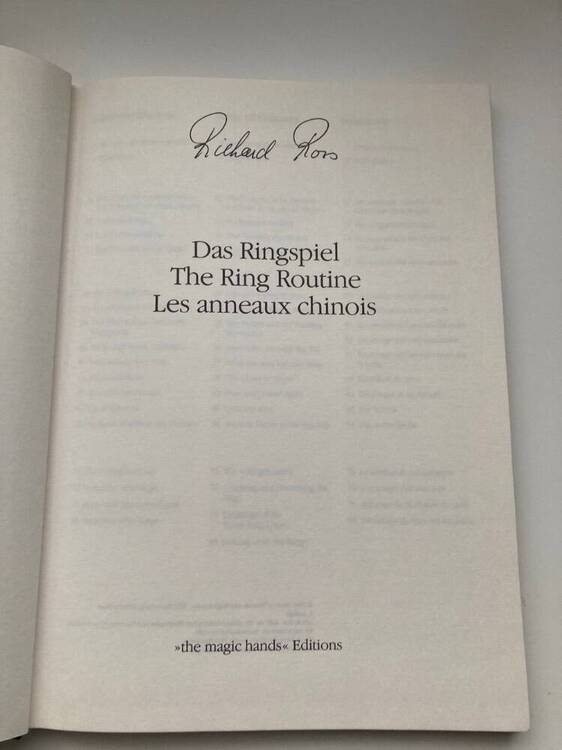 Richard Ross
Das Ringspiel
The Ring Routine
Les anneaux chinois
»the magic hands« Editions